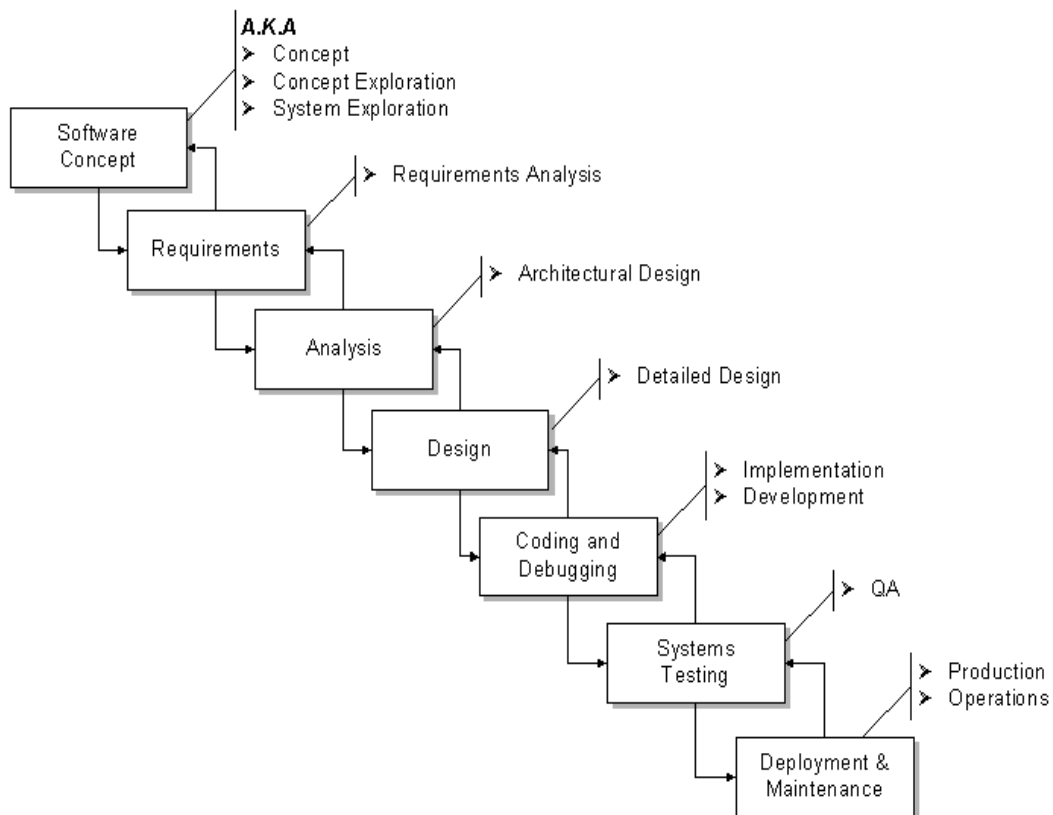 A.K.A
➢ Concept
➢ Concept Exploration
➢ System Exploration
Software
Concept
➢ Requirements Analysis
Requirements
➢ Architectural Design
Analysis
➢ Detailed Design
Design
➢ Implementation
➢ Development
Coding and
Debugging
➢ QA
Systems
Testing
➢ Production
➢ Operations
Deployment &
Maintenance